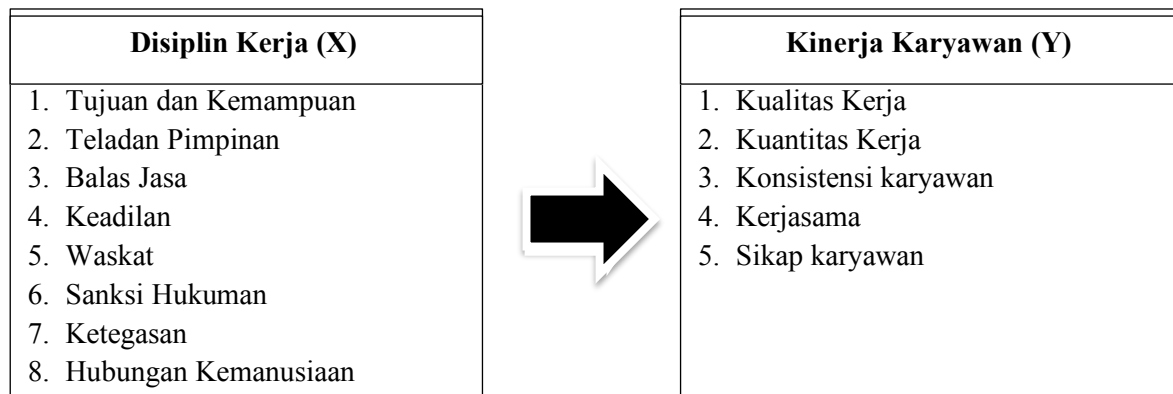 Disiplin Kerja (X)
1. Tujuan dan Kemampuan
2. Teladan Pimpinan
3. Balas Jasa
4. Keadilan
5. Waskat
6. Sanksi Hukuman
7. Ketegasan
8. Hubungan Kemanusiaan
Kinerja Karyawan (Y)
1. Kualitas Kerja
2. Kuantitas Kerja
3. Konsistensi karyawan
4. Kerjasama
5. Sikap karyawan